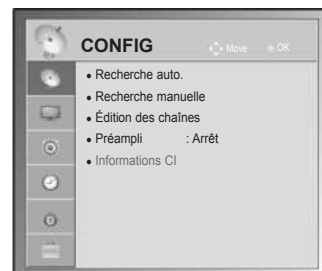 CONFIG
Move OK
• Recherche auto.
• Recherche manuelle
• Édition des chaînes
• Préampli : Arrêt
• Informations CI